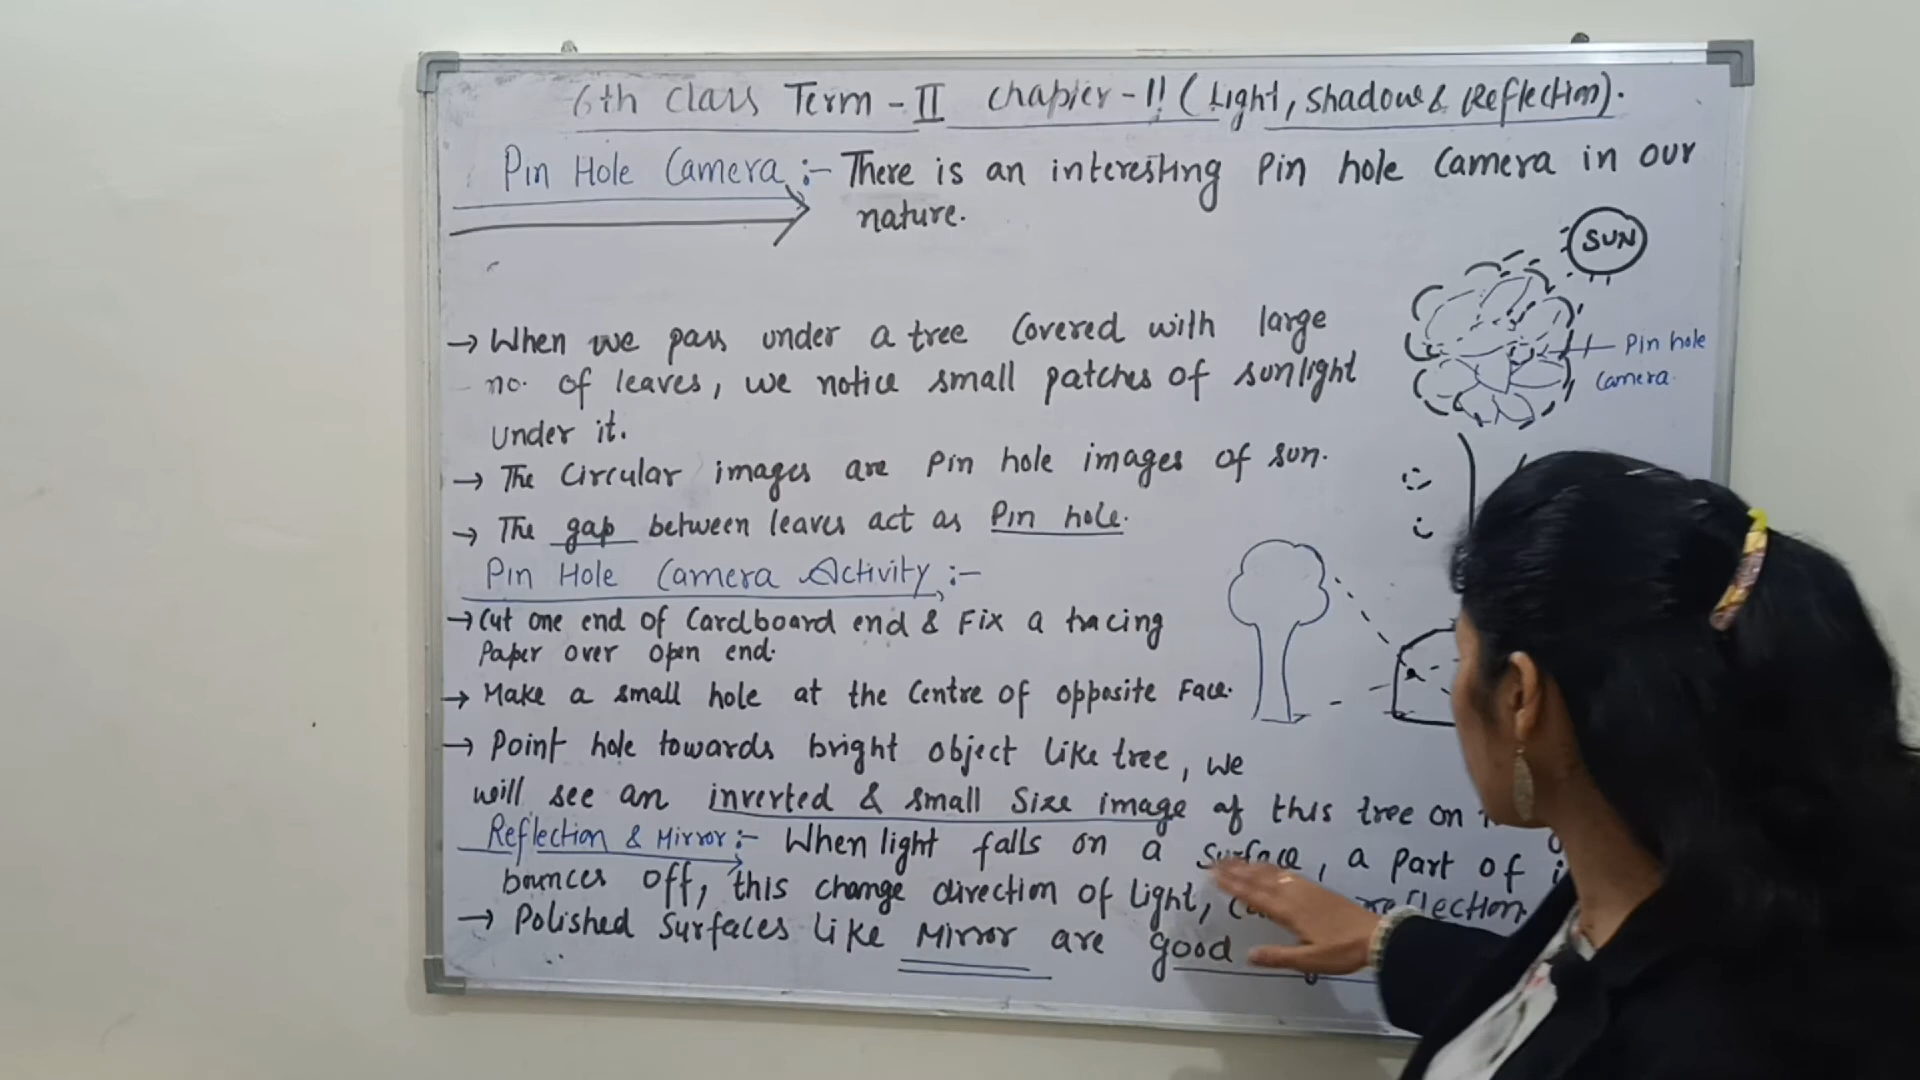 6th Class Term - II Chapter - 11 (Light, Shadow & Reflection).
Pin Hole Camera :- There is an interesting Pin hole Camera in our
nature.
SUN
→ When we pass under a tree Covered with large
no. of leaves, we notice small patches of sunlight
under it.
Pin hole
Camera.
→ The Circular images are Pin hole images of sun.
→ The gap between leaves act as Pin hole.
Pin Hole Camera Activity :-
→ Cut one end of Cardboard end & Fix a tracing
Paper over open end.
→ Make a small hole at the Centre of opposite Face.
→ Point hole towards bright object like tree, we
will see an inverted & small Size image of this tree on
Reflection & Mirror :- When light falls on a Surface, a part of
bounces off, this change direction of light, reflection.
→ Polished Surfaces like Mirror are good